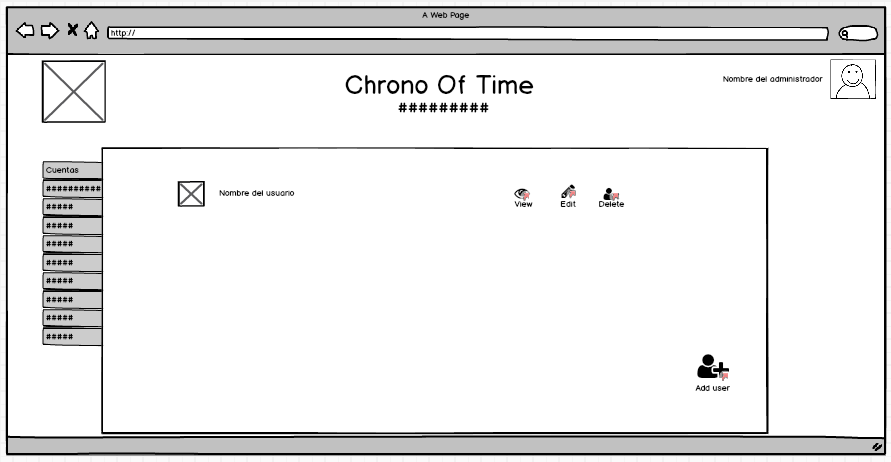 A Web Page
http://
Chrono Of Time
#########
Nombre del administrador
Cuentas
##########
#####
#####
#####
#####
#####
#####
#####
#####
Nombre del usuario
View
Edit
Delete
Add user